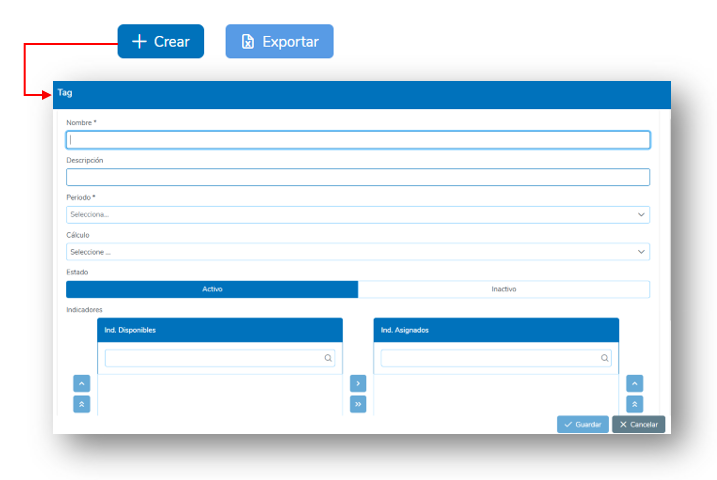 Crear
Exportar
Tag
Nombre *
Descripción
Periodo *
Selecciona...
Cálculo
Seleccione ...
Estado
Activo Inactivo
Indicadores
Ind. Disponibles Ind. Asignados
Guardar Cancelar